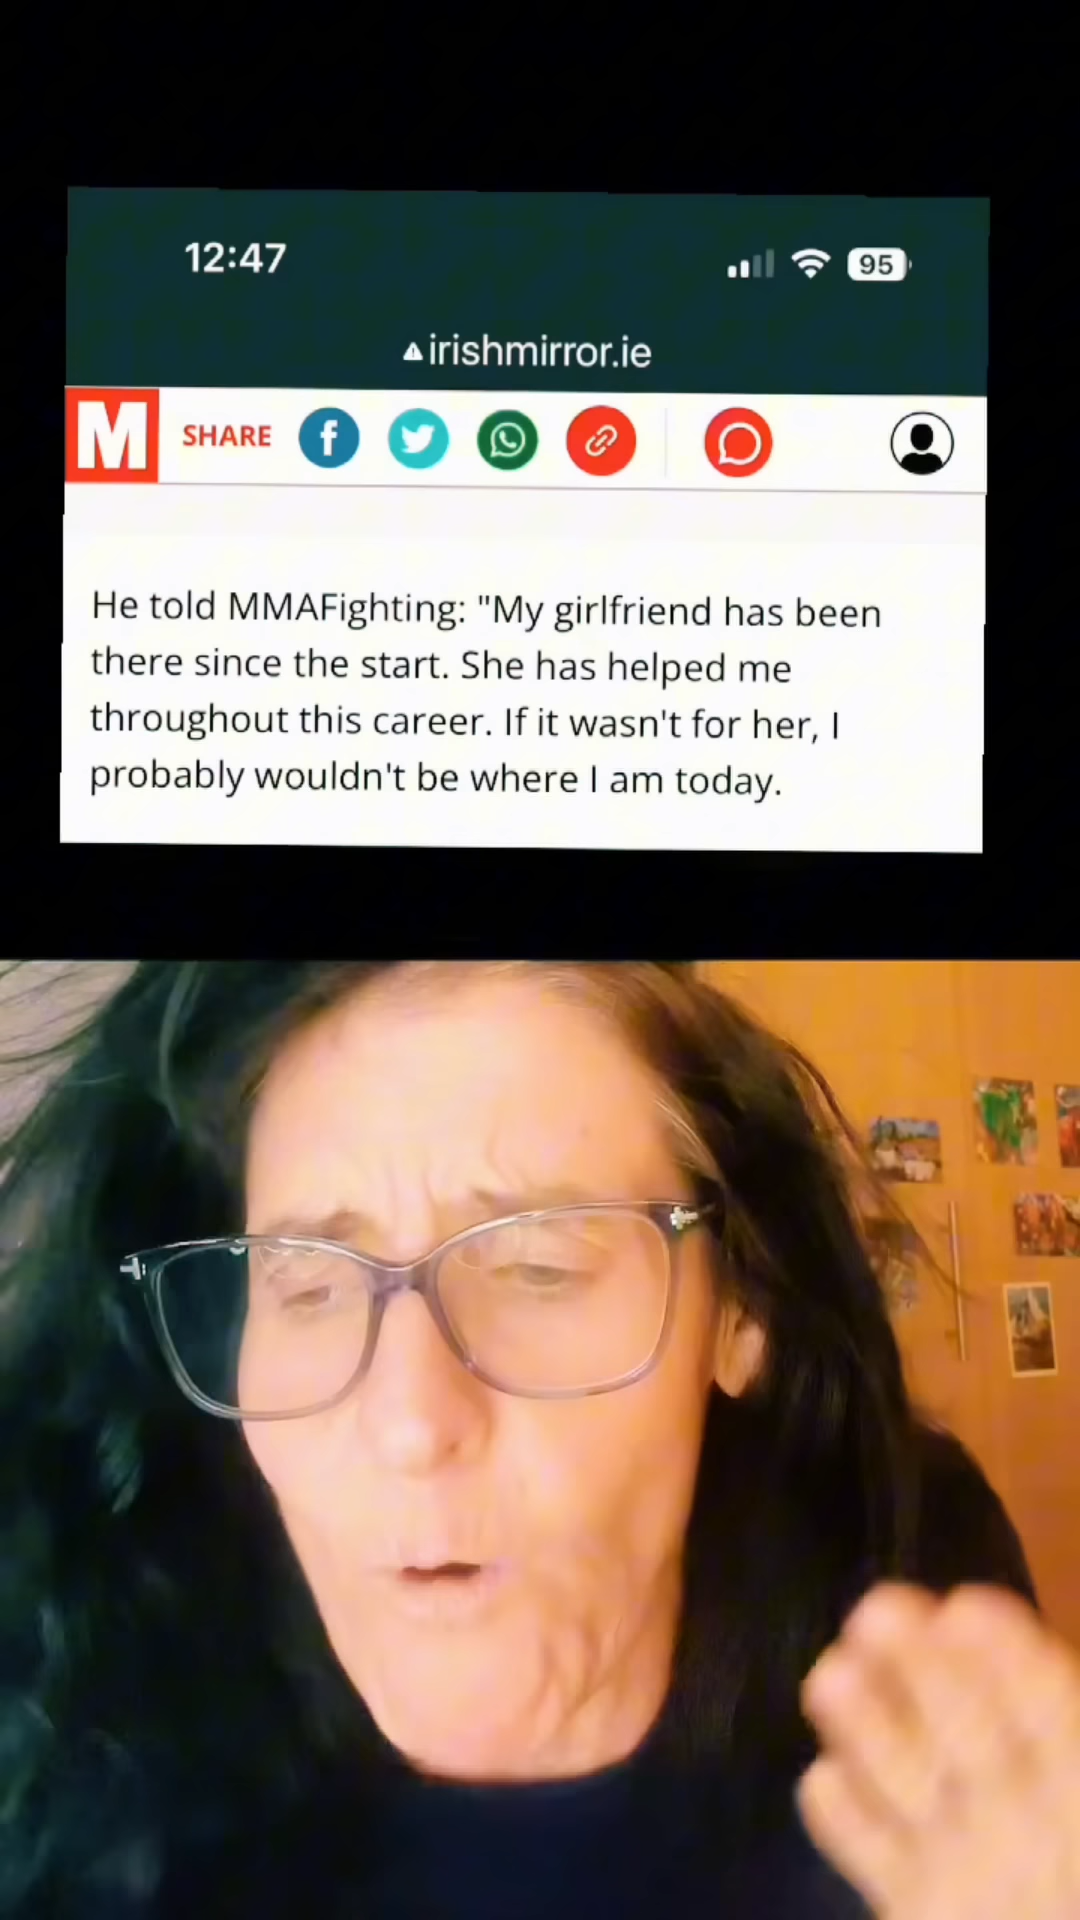 12:47
95
irishmirror.ie
M
SHARE
He told MMAFighting: "My girlfriend has been
there since the start. She has helped me
throughout this career. If it wasn't for her, I
probably wouldn't be where I am today.